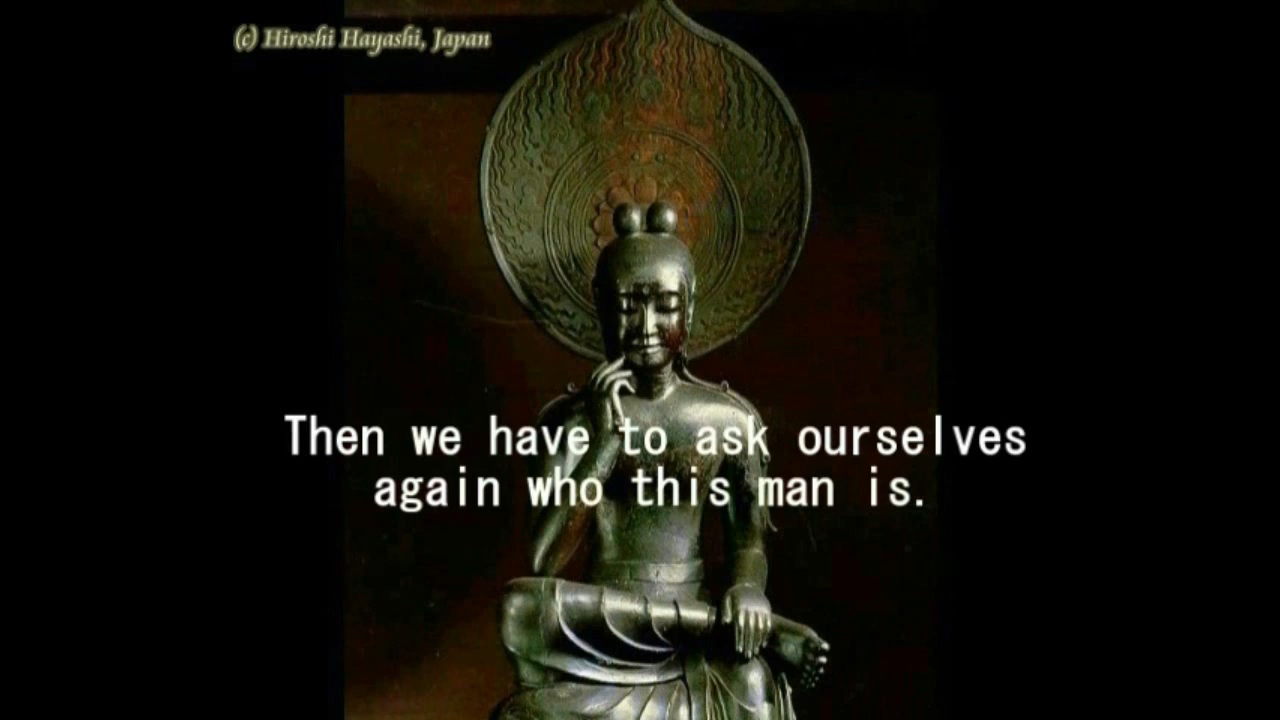 (c) Hiroshi Hayashi, Japan
Then we have to ask ourselves
again who this man is.